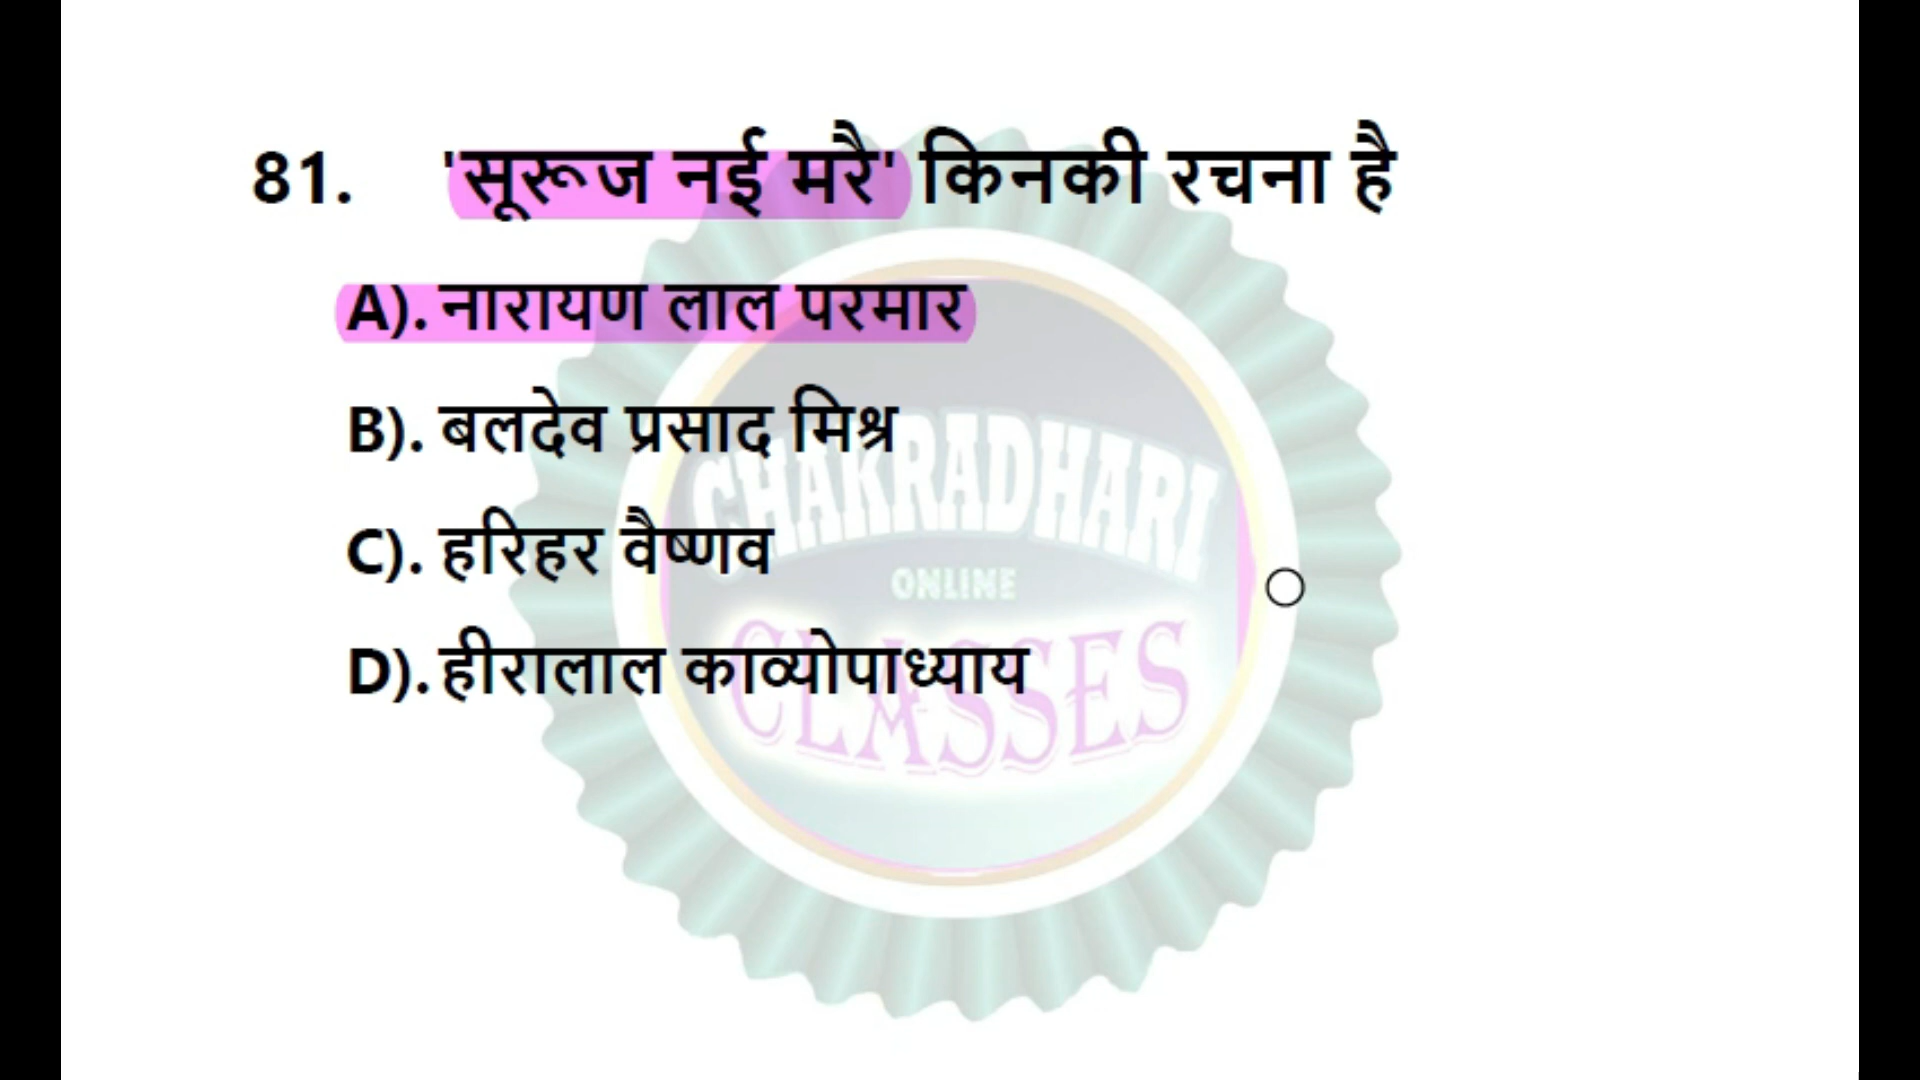 81. 'सूरूज नई मरै' किनकी रचना है
A). नारायण लाल परमार
B). बलदेव प्रसाद मिश्र
C). हरिहर वैष्णव
D). हीरालाल काव्योपाध्याय
CHAKRADHARI
ONLINE
CLASSES